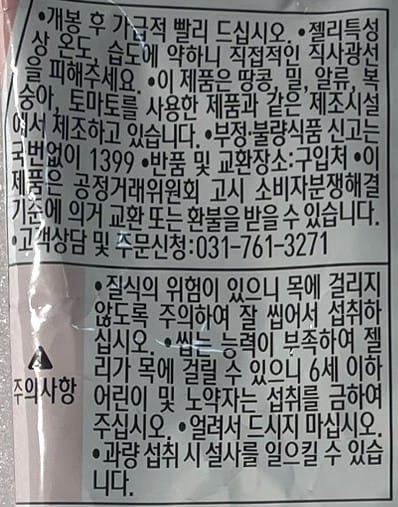 •개봉 후 가급적 빨리 드십시오. •젤리특성
상 온도, 습도에 약하니 직접적인 직사광선
을 피해주세요. •이 제품은 땅콩, 밀, 알류, 복
숭아, 토마토를 사용한 제품과 같은 제조시설
에서 제조하고 있습니다. •부정·불량식품 신고는
국번없이 1399 •반품 및 교환장소:구입처 •이
제품은 공정거래위원회 고시 소비자분쟁해결
기준에 의거 교환 또는 환불을 받을 수 있습니다.
•고객상담 및 주문신청:031-761-3271
주의사항
•질식의 위험이 있으니 목에 걸리지
않도록 주의하여 잘 씹어서 섭취하
십시오. •씹는 능력이 부족하여 젤
리가 목에 걸릴 수 있으니 6세 이하
어린이 및 노약자는 섭취를 금하여
주십시오. •얼려서 드시지 마십시오.
•과량 섭취 시 설사를 일으킬 수 있습
니다.